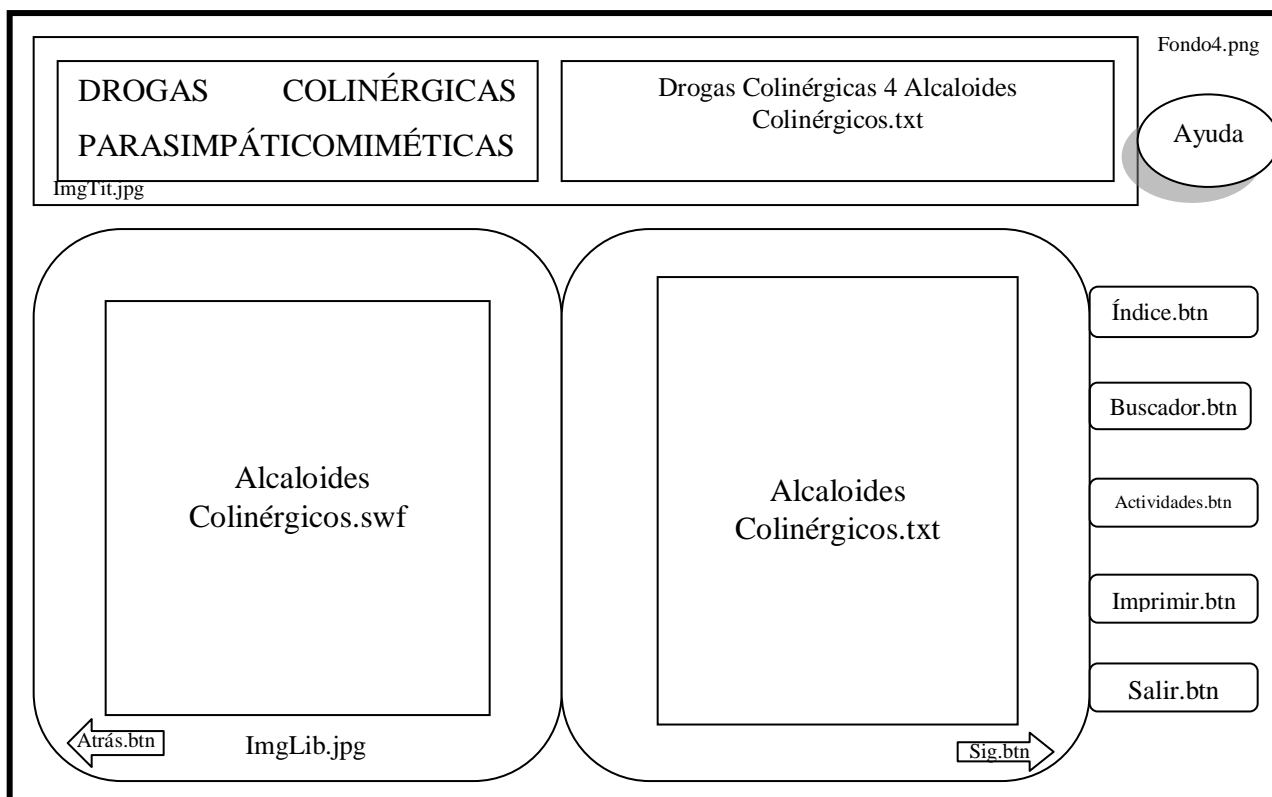 Fondo4.png
DROGAS COLINÉRGICAS
PARASIMPÁTICOMIMÉTICAS
ImgTit.jpg
Drogas Colinérgicas 4 Alcaloides
Colinérgicos.txt
Ayuda
Alcaloides
Colinérgicos.swf
Atrás.btn
ImgLib.jpg
Alcaloides
Colinérgicos.txt
Sig.btn
Índice.btn
Buscador.btn
Actividades.btn
Imprimir.btn
Salir.btn